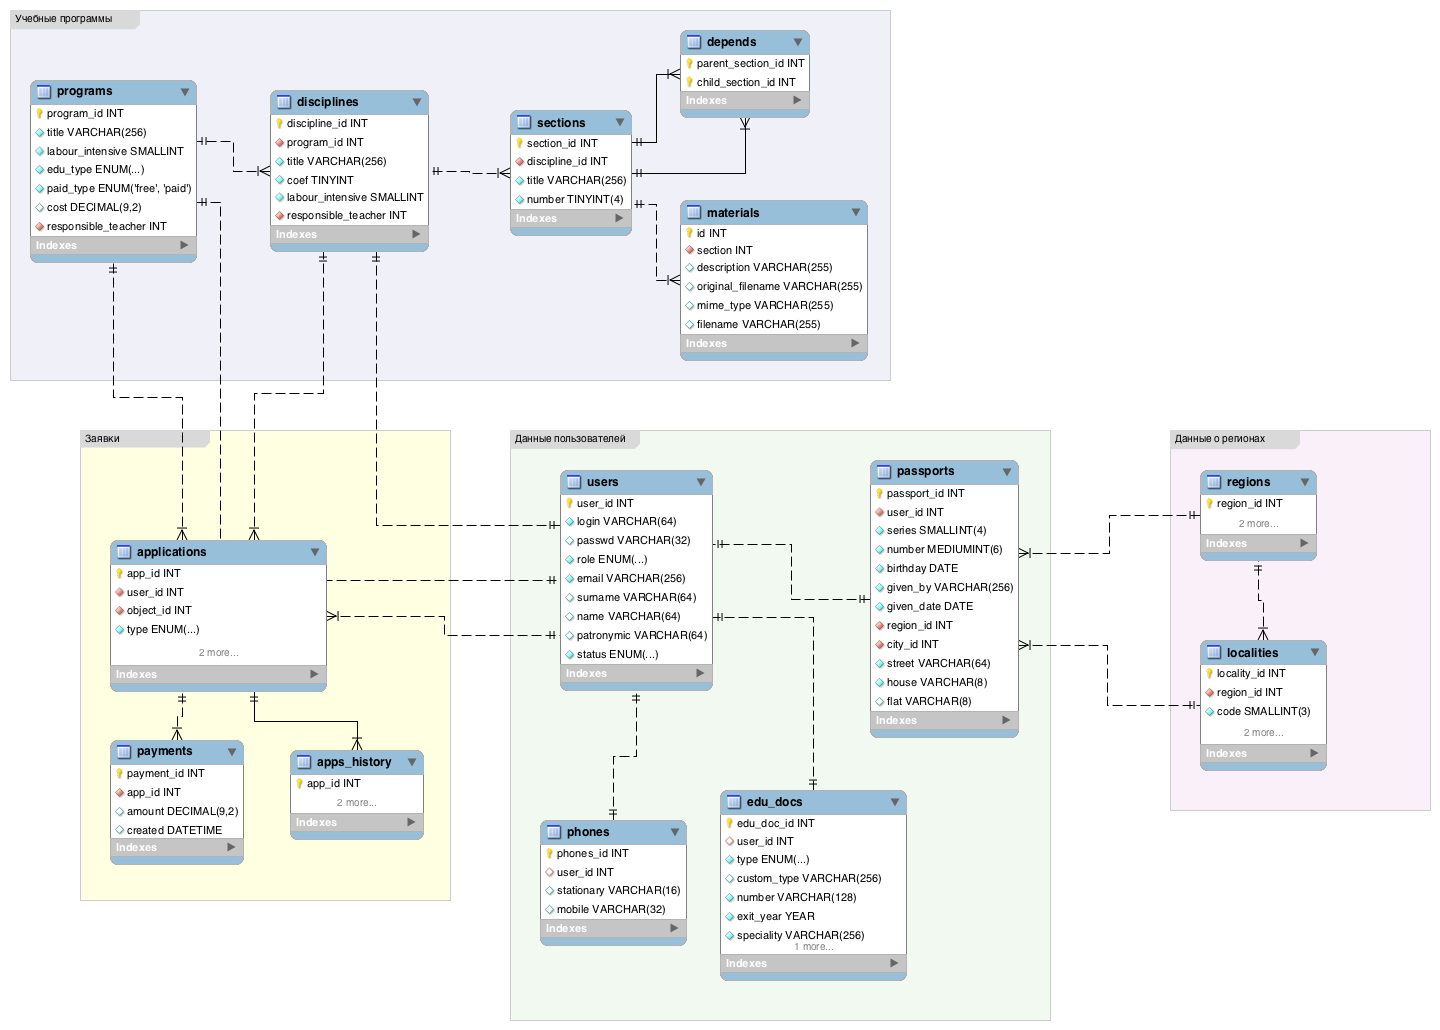 Учебные программы
programs
program_id INT
title VARCHAR(256)
labour_intensive SMALLINT
edu_type ENUM(...)
paid_type ENUM('free', 'paid')
cost DECIMAL(9,2)
responsible_teacher INT
Indexes
disciplines
discipline_id INT
program_id INT
title VARCHAR(256)
coef TINYINT
labour_intensive SMALLINT
responsible_teacher INT
Indexes
sections
section_id INT
discipline_id INT
title VARCHAR(256)
number TINYINT(4)
Indexes
depends
parent_section_id INT
child_section_id INT
Indexes
materials
id INT
section INT
description VARCHAR(255)
original_filename VARCHAR(255)
mime_type VARCHAR(255)
filename VARCHAR(255)
Indexes
Заявки
applications
app_id INT
user_id INT
object_id INT
type ENUM(...)
2 more...
Indexes
payments
payment_id INT
app_id INT
amount DECIMAL(9,2)
created DATETIME
Indexes
apps_history
app_id INT
2 more...
Indexes
Данные пользователей
users
user_id INT
login VARCHAR(64)
passwd VARCHAR(32)
role ENUM(...)
email VARCHAR(256)
surname VARCHAR(64)
name VARCHAR(64)
patronymic VARCHAR(64)
status ENUM(...)
Indexes
passports
passport_id INT
user_id INT
series SMALLINT(4)
number MEDIUMINT(6)
birthday DATE
given_by VARCHAR(256)
given_date DATE
region_id INT
city_id INT
street VARCHAR(64)
house VARCHAR(8)
flat VARCHAR(8)
Indexes
phones
phones_id INT
user_id INT
stationary VARCHAR(16)
mobile VARCHAR(32)
Indexes
edu_docs
edu_doc_id INT
user_id INT
type ENUM(...)
custom_type VARCHAR(256)
number VARCHAR(128)
exit_year YEAR
speciality VARCHAR(256)
1 more...
Indexes
Данные о регионах
regions
region_id INT
2 more...
Indexes
localities
locality_id INT
region_id INT
code SMALLINT(3)
2 more...
Indexes